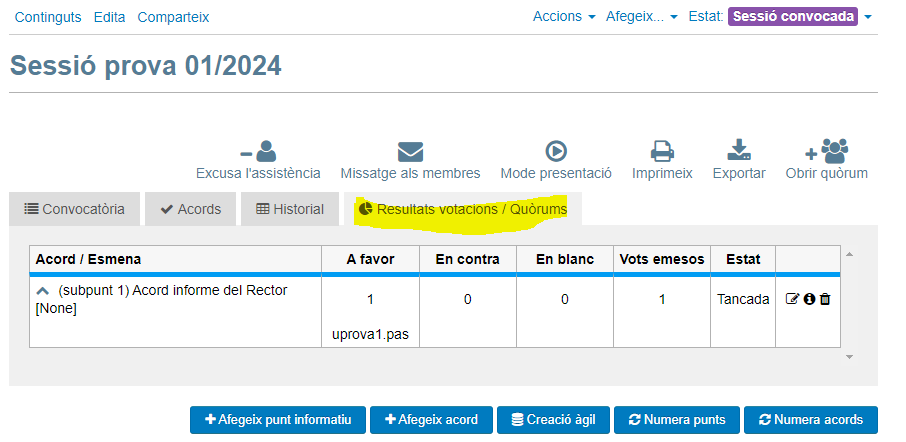 Continguts Edita Comparteix Accions Afegeix... Estat: Sessió convocada
Sessió prova 01/2024
Excusa l'assistència Missatge als membres Mode presentació Imprimeix Exportar Obrir quòrum
Convocatòria Acords Historial Resultats votacions / Quòrums
Acord / Esmena A favor En contra En blanc Vots emesos Estat
(subpunt 1) Acord informe del Rector
[None]
1 0 0 1 Tancada
uprova1.pas
Afegeix punt informatiu Afegeix acord Creació àgil Numera punts Numera acords